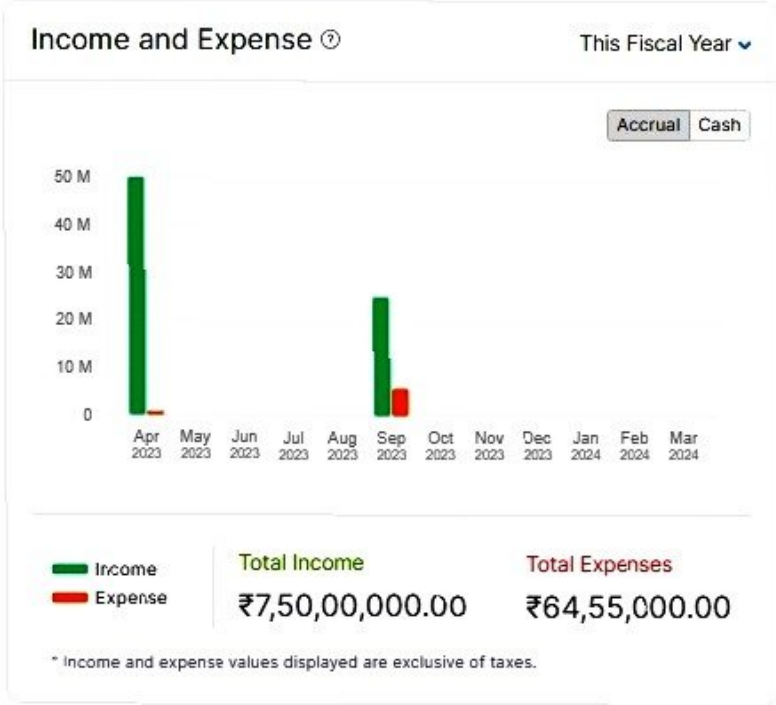 Income and Expense ?
This Fiscal Year
Accrual Cash
50 M
40 M
30 M
20 M
10 M
0
Apr May Jun Jul Aug Sep Oct Nov Dec Jan Feb Mar
2023 2023 2023 2023 2023 2023 2023 2023 2023 2024 2024 2024
Income
Expense
Total Income
₹7,50,00,000.00
Total Expenses
₹64,55,000.00
* Income and expense values displayed are exclusive of taxes.